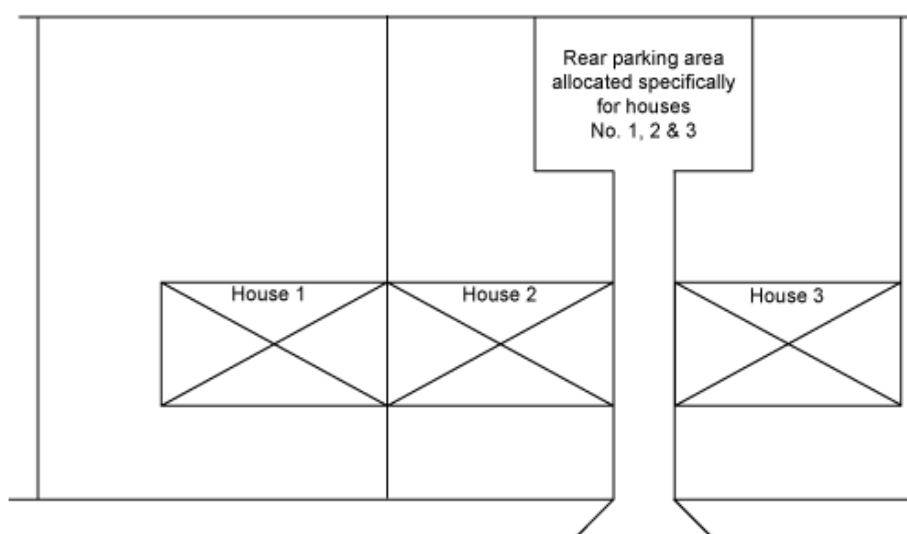 Rear parking area
allocated specifically
for houses
No. 1, 2 & 3
House 1
House 2
House 3